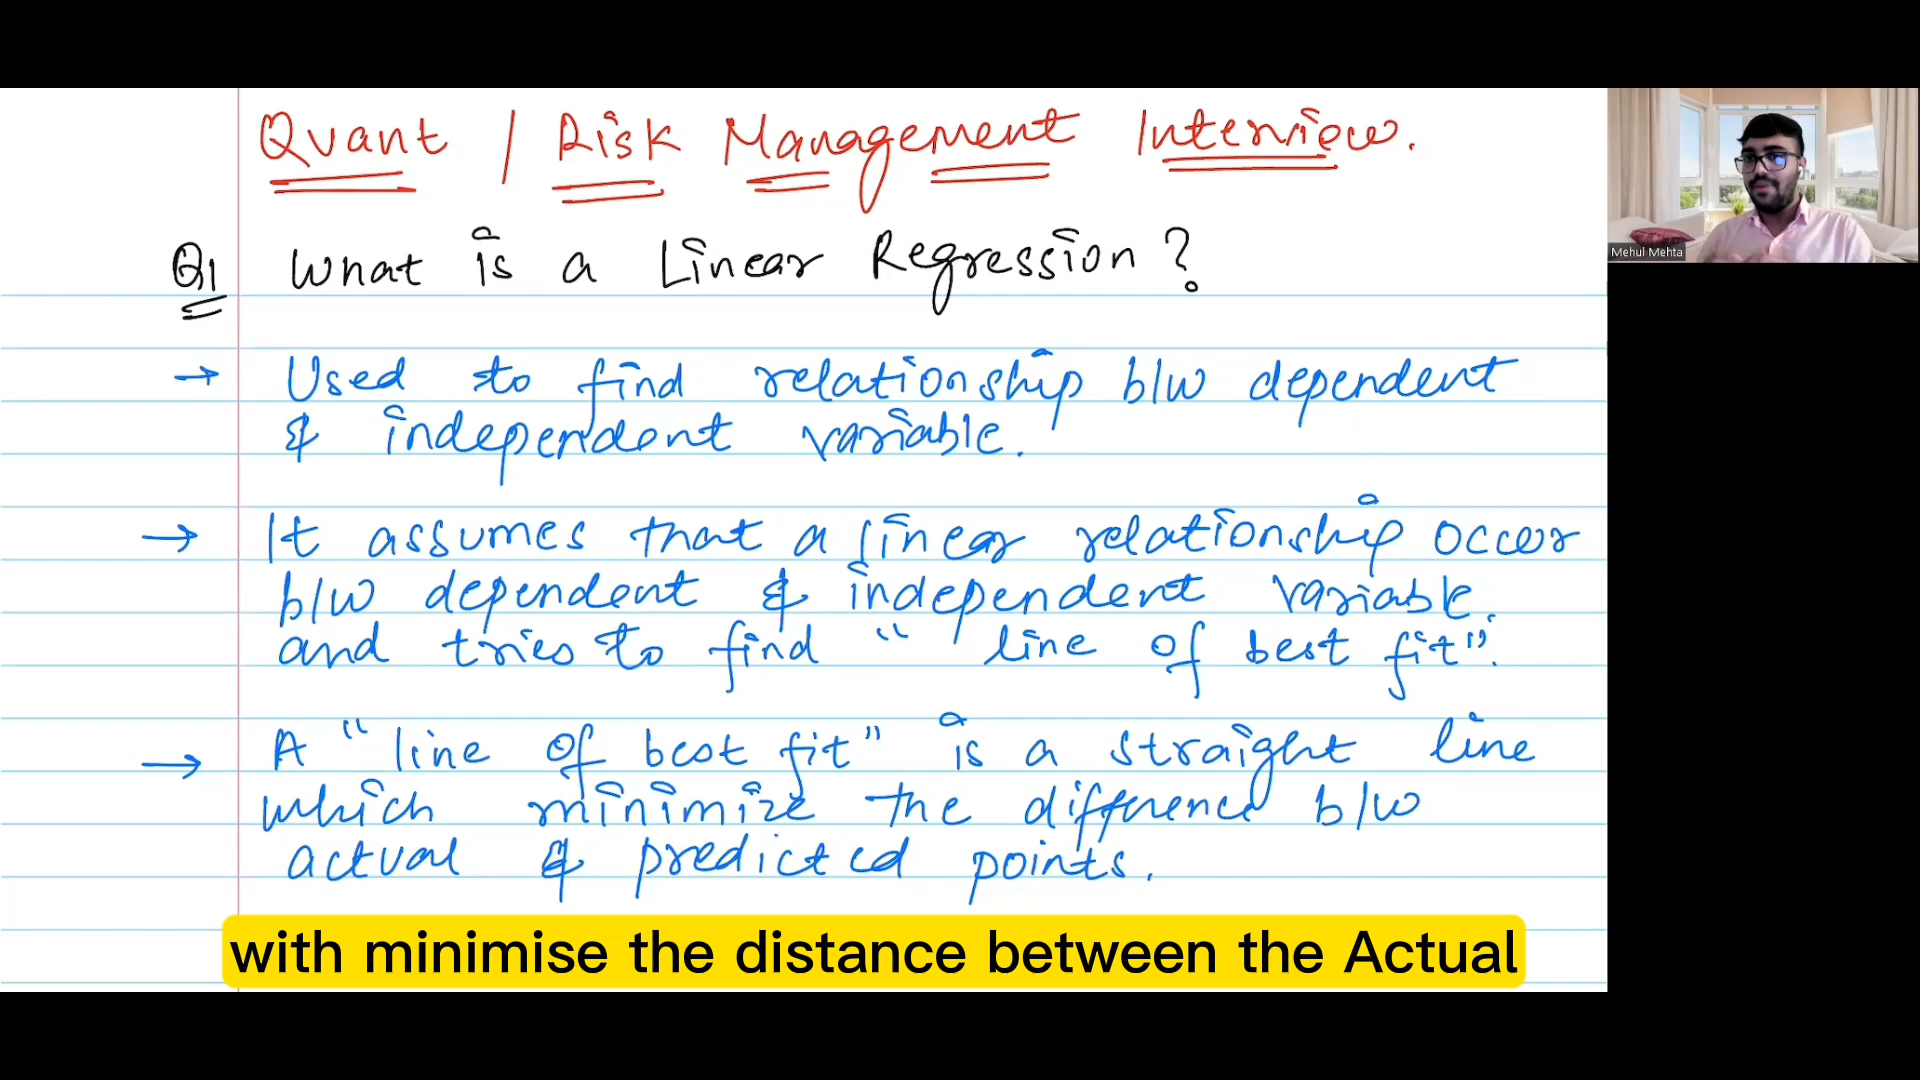 Quant / Risk Management Interview.
Mehul Mehta
Q1 What is a Linear Regression?
→ Used to find relationship b/w dependent
& independent variable.
→ It assumes that a linear relationship occur
b/w dependent & independent variable.
and tries to find "line of best fit".
→ A "line of best fit" is a straight line
which minimize the difference b/w
actual & predicted points.
with minimise the distance between the Actual